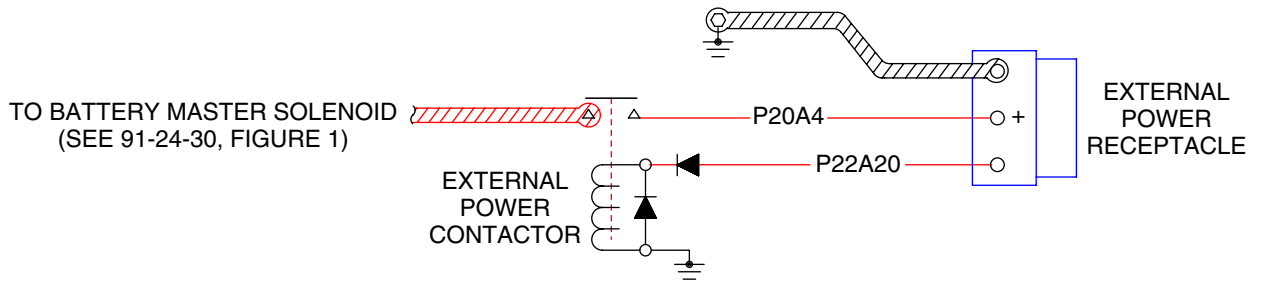 TO BATTERY MASTER SOLENOID
(SEE 91-24-30, FIGURE 1)
P20A4
+
EXTERNAL
POWER
RECEPTACLE
P22A20
EXTERNAL
POWER
CONTACTOR